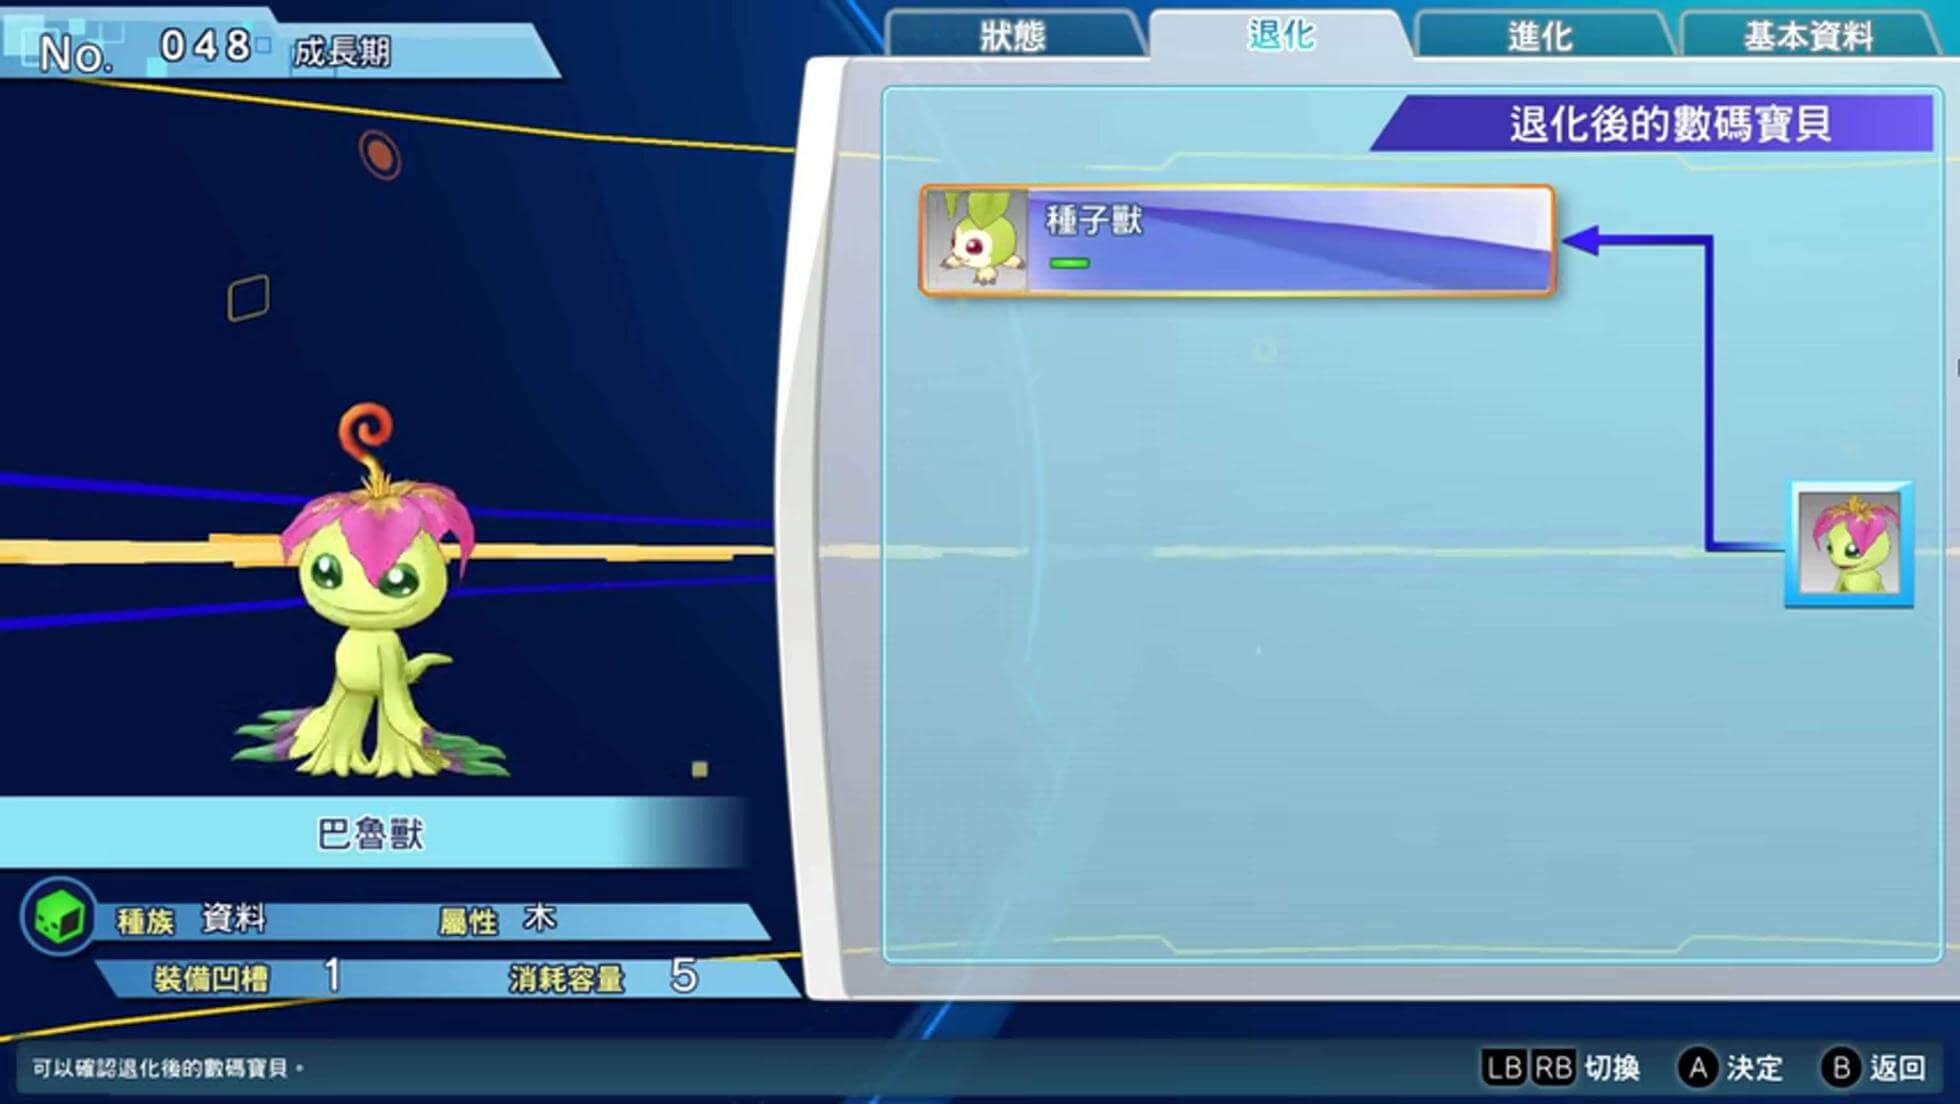 No. 048 成長期
狀態 退化 進化 基本資料
退化後的數碼寶貝
種子獸
巴魯獸
種族 資料 屬性 木
裝備凹槽 1 消耗容量 5
可以確認退化後的數碼寶貝。
LB RB 切換 A 決定 B 返回